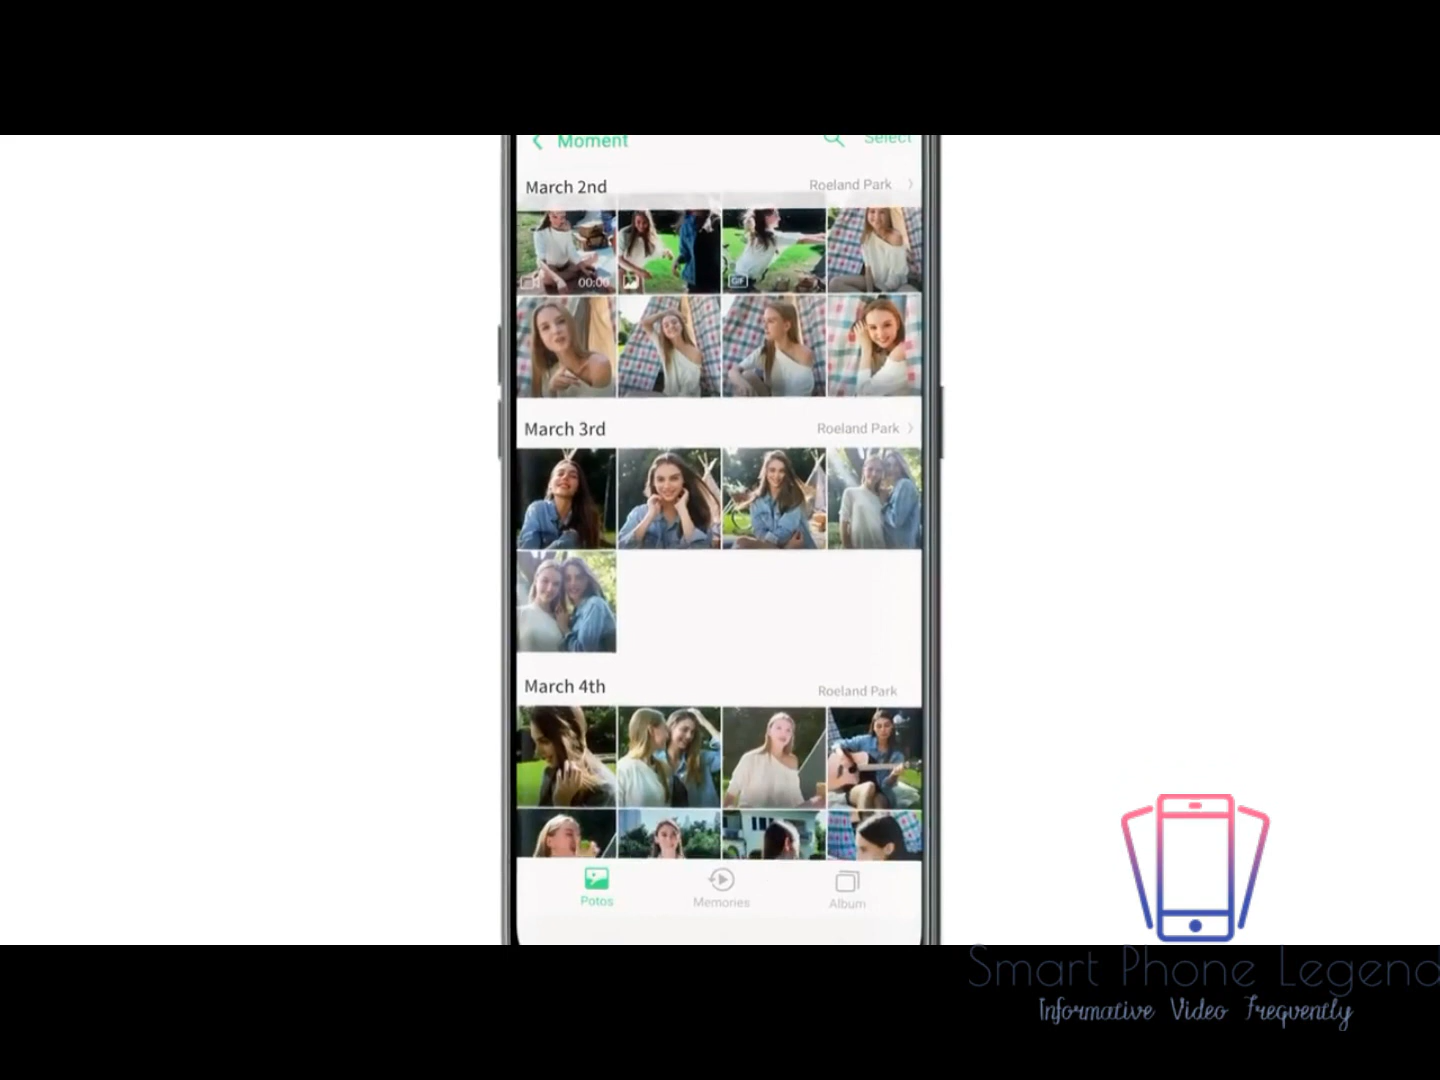 Moment
Select
March 2nd
Roeland Park
00:00
GIF
March 3rd
Roeland Park
March 4th
Roeland Park
Potos
Memories
Album
Smart Phone Legend
Informative Video Frequently